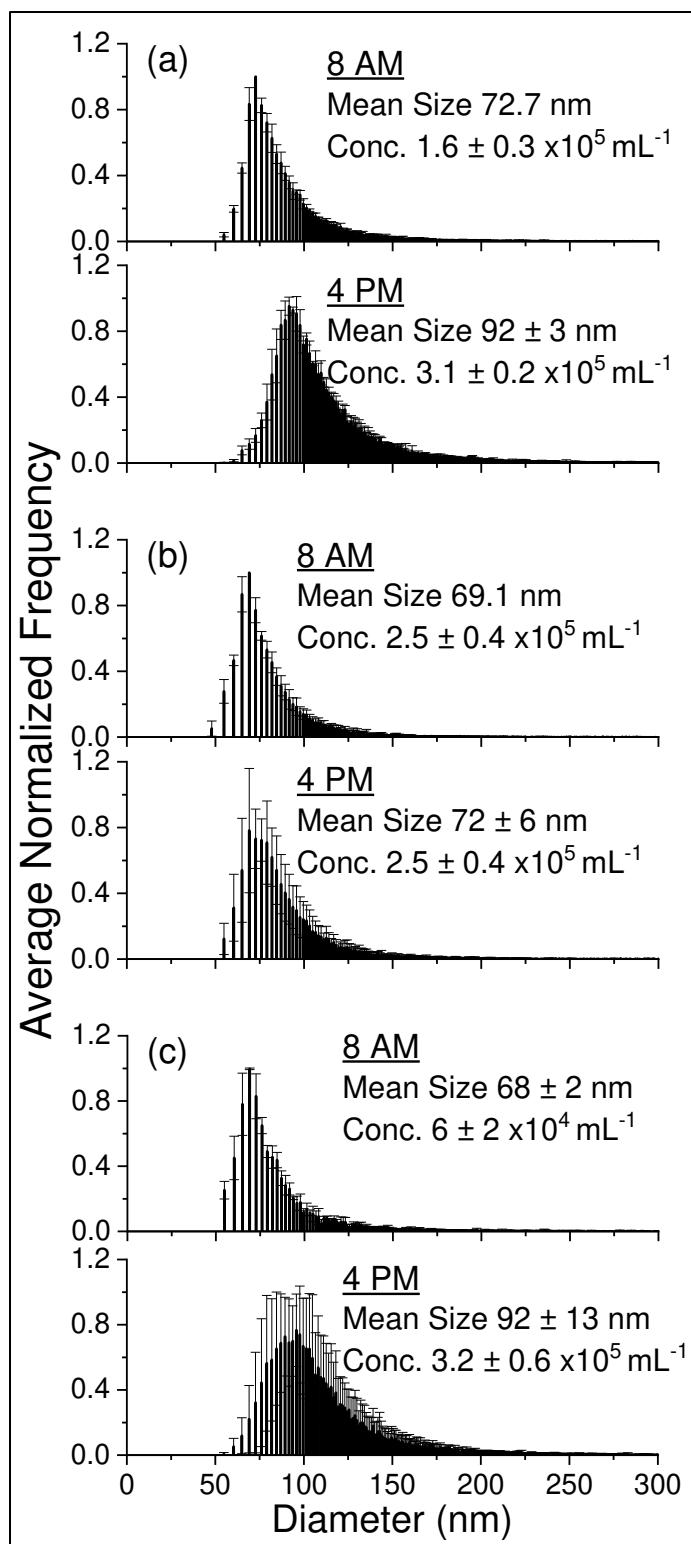 Average Normalized Frequency
1.2
(a)
8 AM
Mean Size 72.7 nm
0.8
Conc. 1.6 ± 0.3 x10⁵ mL⁻¹
0.4
0.0
1.2
4 PM
Mean Size 92 ± 3 nm
0.8
Conc. 3.1 ± 0.2 x10⁵ mL⁻¹
0.4
0.0
1.2
(b)
8 AM
Mean Size 69.1 nm
0.8
Conc. 2.5 ± 0.4 x10⁵ mL⁻¹
0.4
0.0
1.2
4 PM
Mean Size 72 ± 6 nm
0.8
Conc. 2.5 ± 0.4 x10⁵ mL⁻¹
0.4
0.0
1.2
(c)
8 AM
Mean Size 68 ± 2 nm
0.8
Conc. 6 ± 2 x10⁴ mL⁻¹
0.4
0.0
1.2
4 PM
Mean Size 92 ± 13 nm
0.8
Conc. 3.2 ± 0.6 x10⁵ mL⁻¹
0.4
0.0
0 50 100 150 200 250 300
Diameter (nm)